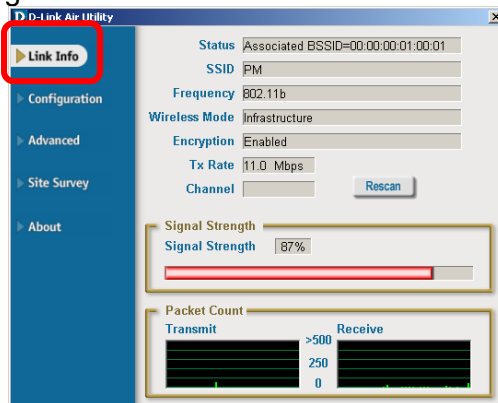 D-Link Air Utility
Link Info
Configuration
Advanced
Site Survey
About
Status Associated BSSID=00:00:00:01:00:01
SSID PM
Frequency 802.11b
Wireless Mode Infrastructure
Encryption Enabled
Tx Rate 11.0 Mbps
Channel
Rescan
Signal Strength
Signal Strength 87%
Packet Count
Transmit
Receive
>500
250
0